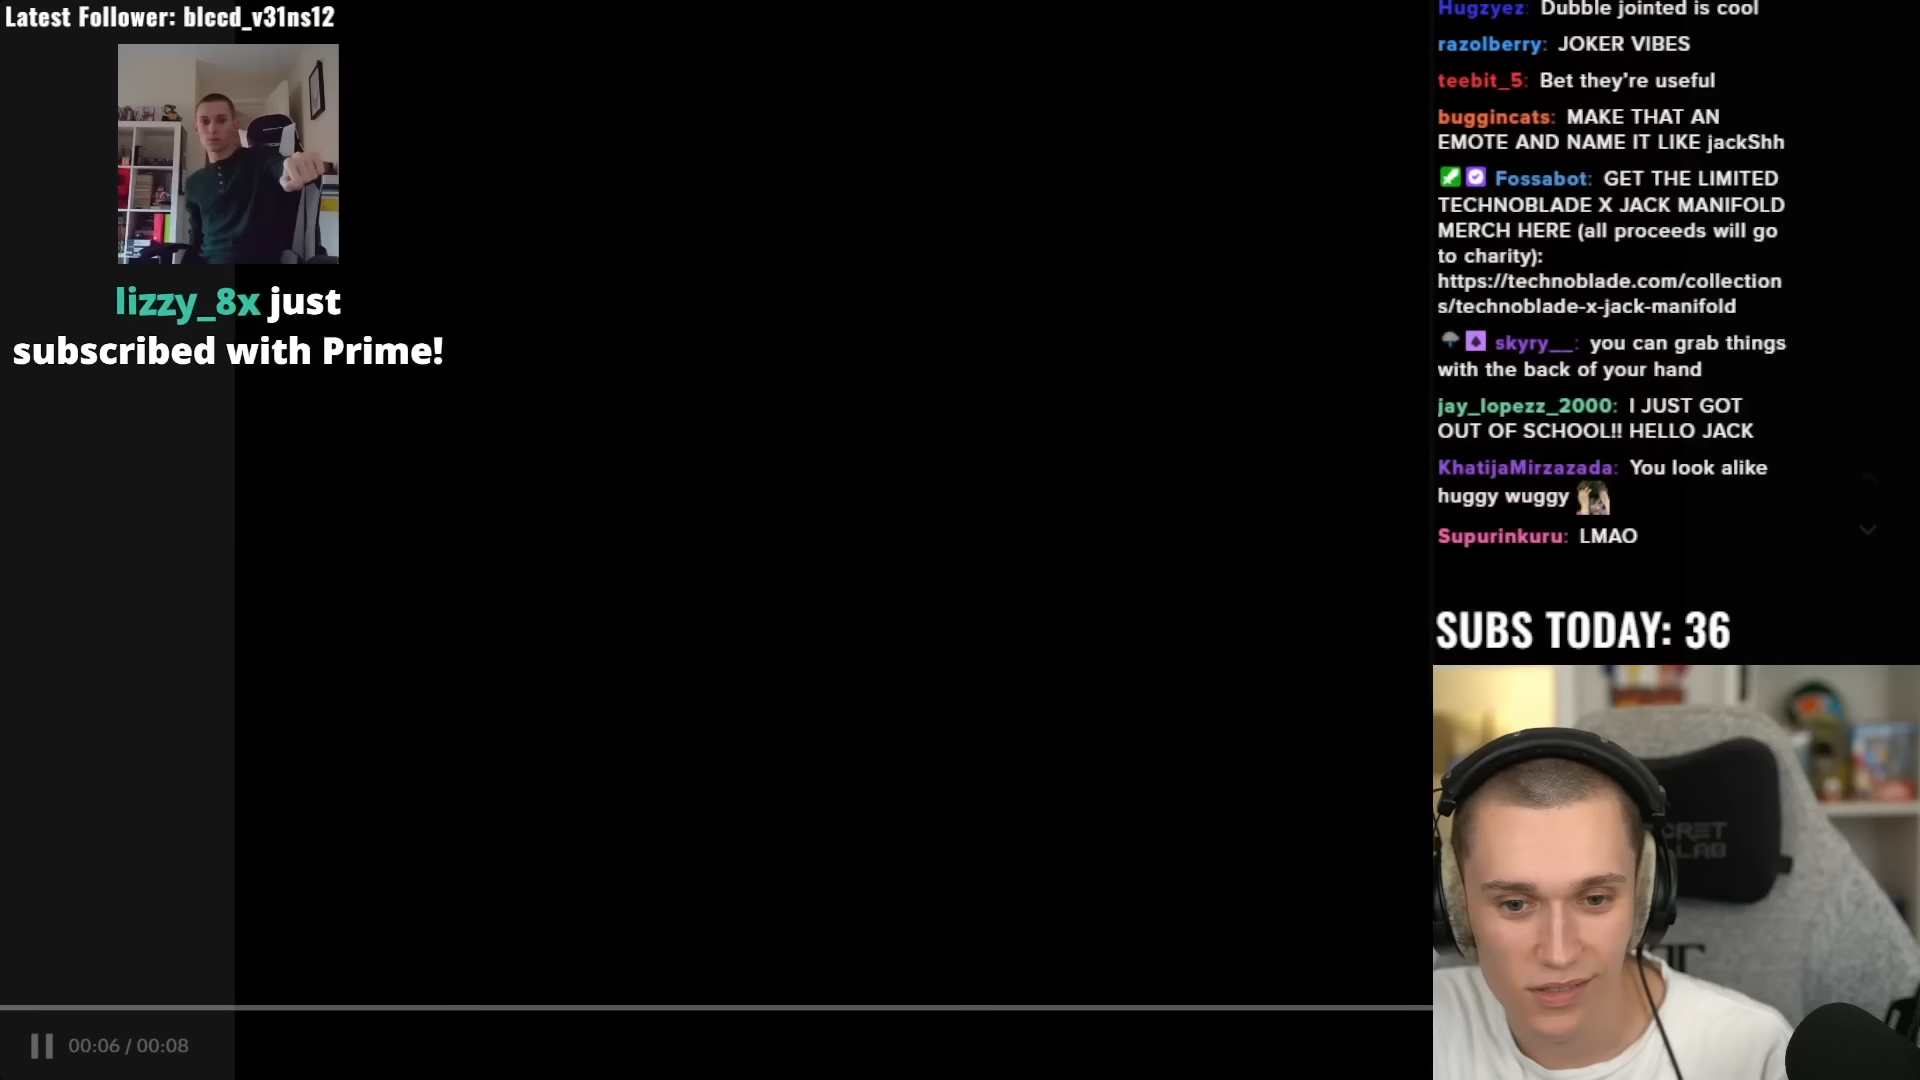 Latest Follower: blccd_v31ns12
lizzy_8x just
subscribed with Prime!
Hugzyez: Dubble jointed is cool
razolberry: JOKER VIBES
teebit_5: Bet they're useful
buggincats: MAKE THAT AN
EMOTE AND NAME IT LIKE jackShh
Fossabot: GET THE LIMITED
TECHNOBLADE X JACK MANIFOLD
MERCH HERE (all proceeds will go
to charity):
https://technoblade.com/collection
s/technoblade-x-jack-manifold
skyry__: you can grab things
with the back of your hand
jay_lopezz_2000: I JUST GOT
OUT OF SCHOOL!! HELLO JACK
KhatijaMirzazada: You look alike
huggy wuggy
Supurinkuru: LMAO
SUBS TODAY: 36
CRET
LAB
00:06 / 00:08